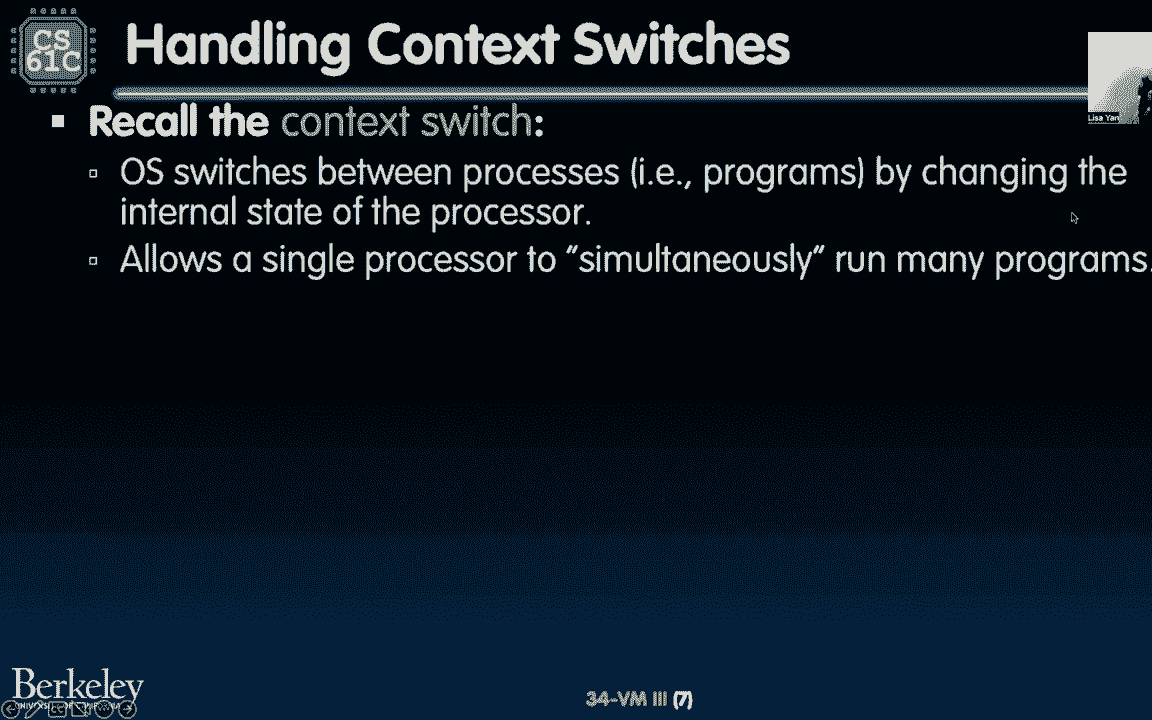 CS
61C
Handling Context Switches
Lisa Yan
Recall the context switch:
OS switches between processes (i.e., programs) by changing the
internal state of the processor.
Allows a single processor to “simultaneously” run many programs.
Berkeley
34-VM III (7)